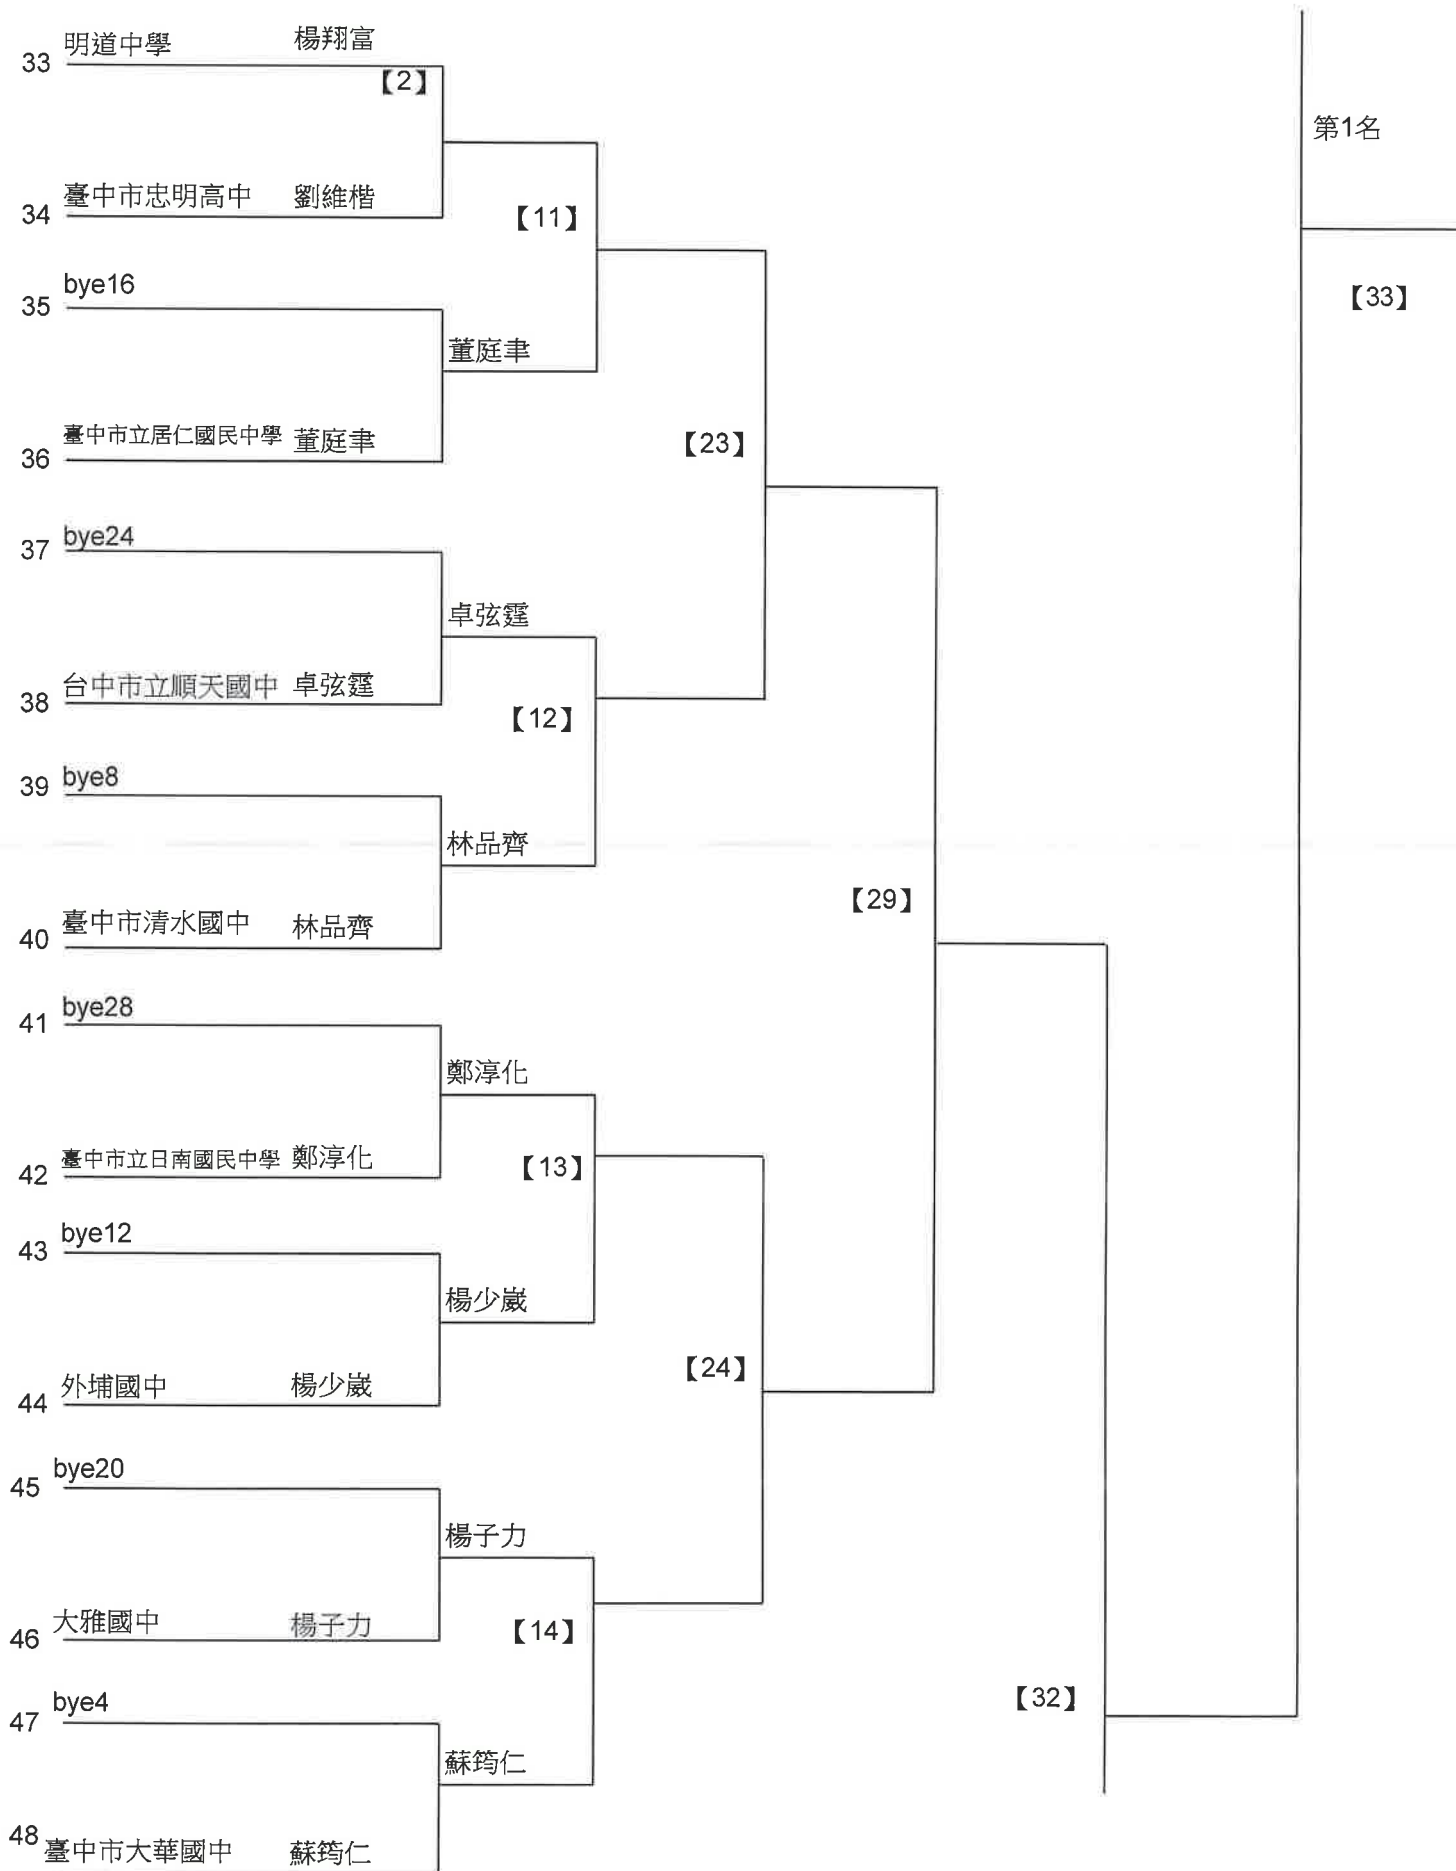 33 明道中學 楊翔富
【2】
第1名
34 臺中市忠明高中 劉維楷
【11】
35 bye16
【33】
董庭聿
36 臺中市立居仁國民中學 董庭聿
【23】
37 bye24
卓弦霆
38 台中市立順天國中 卓弦霆
【12】
39 bye8
林品齊
【29】
40 臺中市清水國中 林品齊
41 bye28
鄭淳化
42 臺中市立日南國民中學 鄭淳化
【13】
43 bye12
楊少崴
【24】
44 外埔國中 楊少崴
45 bye20
楊子力
46 大雅國中 楊子力
【14】
【32】
47 bye4
蘇筠仁
48 臺中市大華國中 蘇筠仁